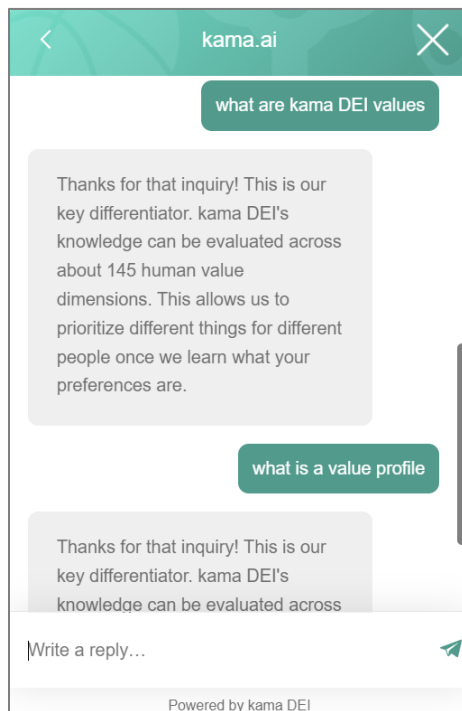 kama.ai
what are kama DEI values
Thanks for that inquiry! This is our
key differentiator. kama DEI's
knowledge can be evaluated across
about 145 human value
dimensions. This allows us to
prioritize different things for different
people once we learn what your
preferences are.
what is a value profile
Thanks for that inquiry! This is our
key differentiator. kama DEI's
knowledge can be evaluated across
Write a reply…
Powered by kama DEI